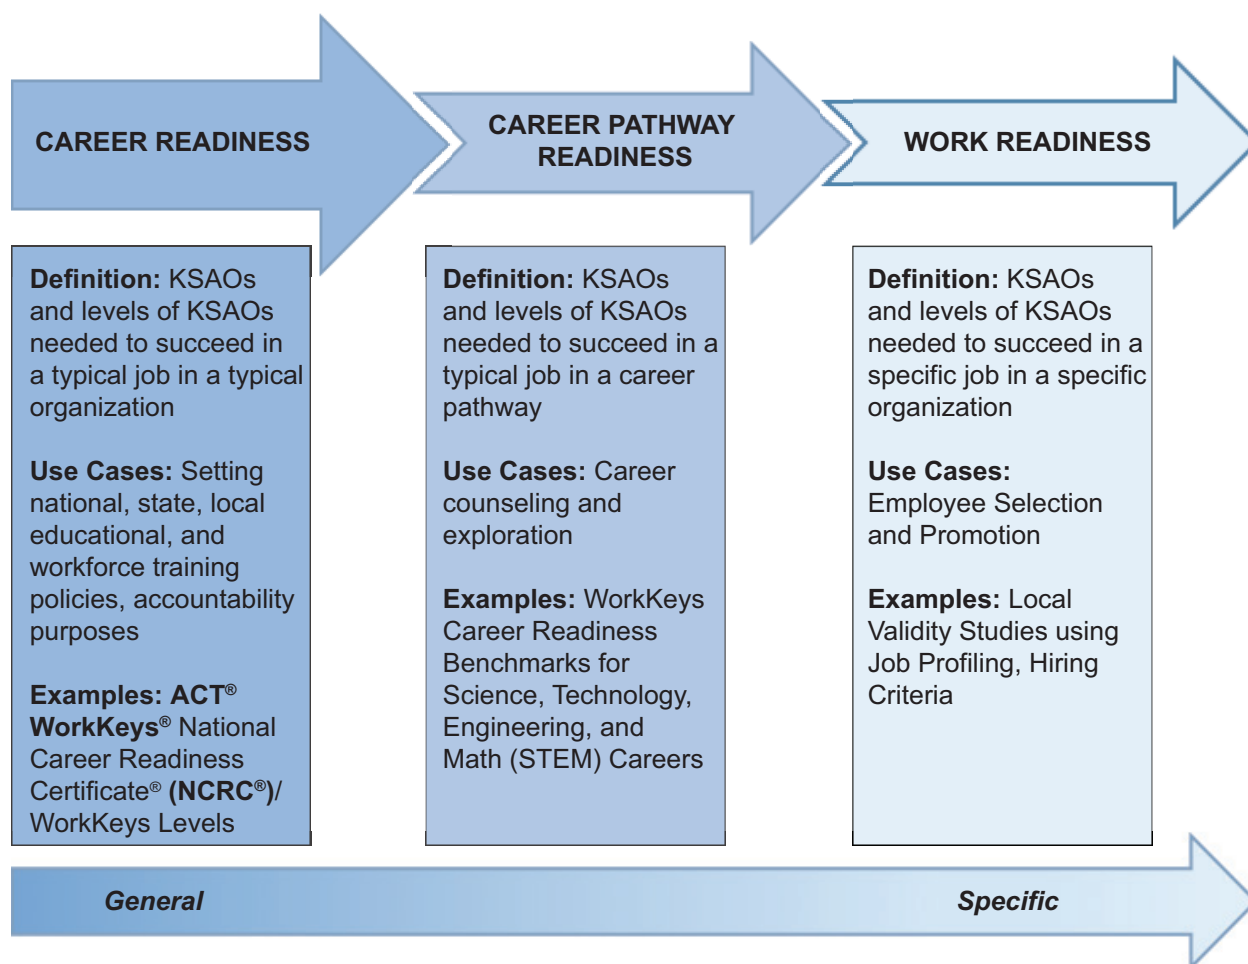 CAREER READINESS
CAREER PATHWAY
READINESS
WORK READINESS
Definition: KSAOs
and levels of KSAOs
needed to succeed in
a typical job in a typical
organization
Use Cases: Setting
national, state, local
educational, and
workforce training
policies, accountability
purposes
Examples: ACT®
WorkKeys® National
Career Readiness
Certificate® (NCRC®)/
WorkKeys Levels
Definition: KSAOs
and levels of KSAOs
needed to succeed in a
typical job in a career
pathway
Use Cases: Career
counseling and
exploration
Examples: WorkKeys
Career Readiness
Benchmarks for
Science, Technology,
Engineering, and
Math (STEM) Careers
Definition: KSAOs
and levels of KSAOs
needed to succeed in a
specific job in a specific
organization
Use Cases:
Employee Selection
and Promotion
Examples: Local
Validity Studies using
Job Profiling, Hiring
Criteria
General
Specific